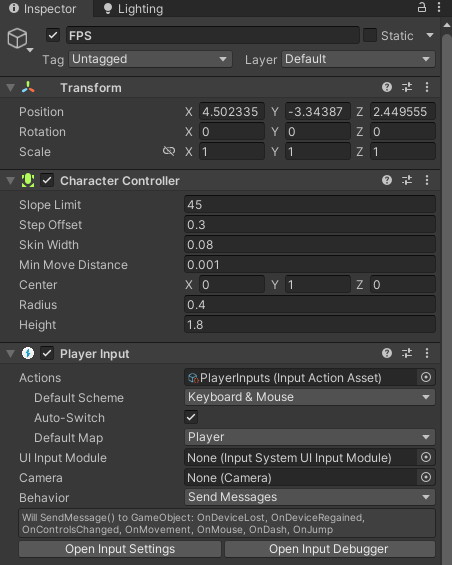 Inspector Lighting
FPS Static
Tag Untagged Layer Default
Transform
Position X 4.502335 Y -3.34387 Z 2.449555
Rotation X 0 Y 0 Z 0
Scale X 1 Y 1 Z 1
Character Controller
Slope Limit 45
Step Offset 0.3
Skin Width 0.08
Min Move Distance 0.001
Center X 0 Y 1 Z 0
Radius 0.4
Height 1.8
Player Input
Actions PlayerInputs (Input Action Asset)
Default Scheme Keyboard & Mouse
Auto-Switch
Default Map Player
UI Input Module None (Input System UI Input Module)
Camera None (Camera)
Behavior Send Messages
Will SendMessage() to GameObject: OnDeviceLost, OnDeviceRegained,
OnControlsChanged, OnMovement, OnMouse, OnDash, OnJump
Open Input Settings Open Input Debugger